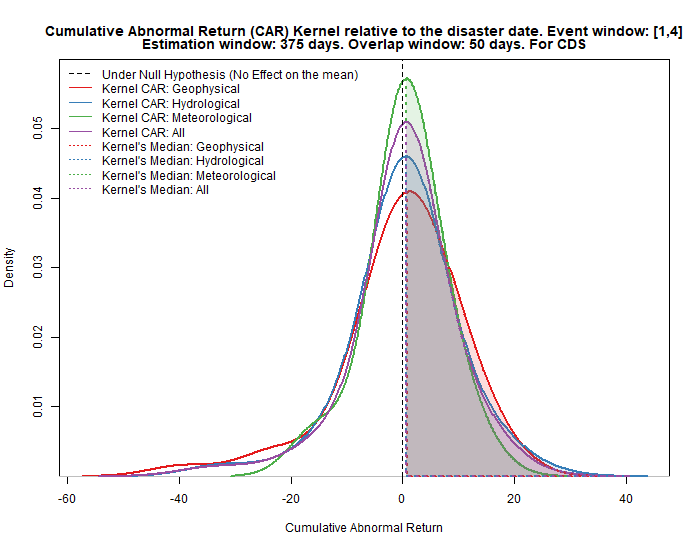 Cumulative Abnormal Return (CAR) Kernel relative to the disaster date. Event window: [1,4]
Estimation window: 375 days. Overlap window: 50 days. For CDS
Under Null Hypothesis (No Effect on the mean)
Kernel CAR: Geophysical
Kernel CAR: Hydrological
Kernel CAR: Meteorological
Kernel CAR: All
Kernel's Median: Geophysical
Kernel's Median: Hydrological
Kernel's Median: Meteorological
Kernel's Median: All
Density
0.05
0.04
0.03
0.02
0.01
-60
-40
-20
0
20
40
Cumulative Abnormal Return